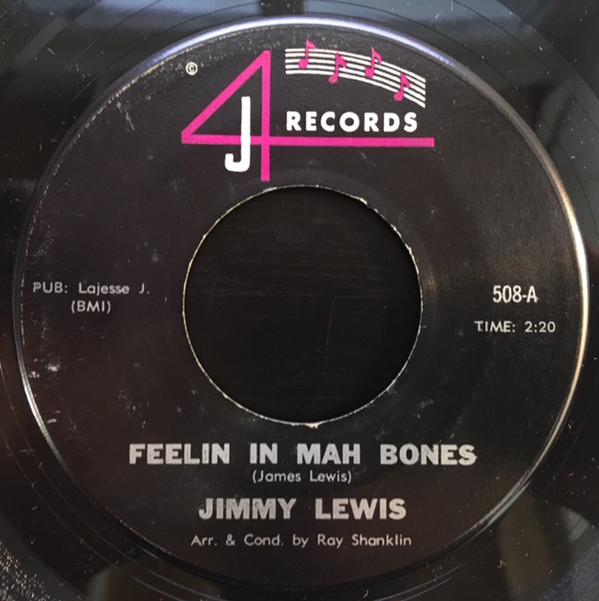 ©
4J RECORDS
PUB: Lajesse J.
(BMI)
508-A
TIME: 2:20
FEELIN IN MAH BONES
(James Lewis)
JIMMY LEWIS
Arr. & Cond. by Ray Shanklin